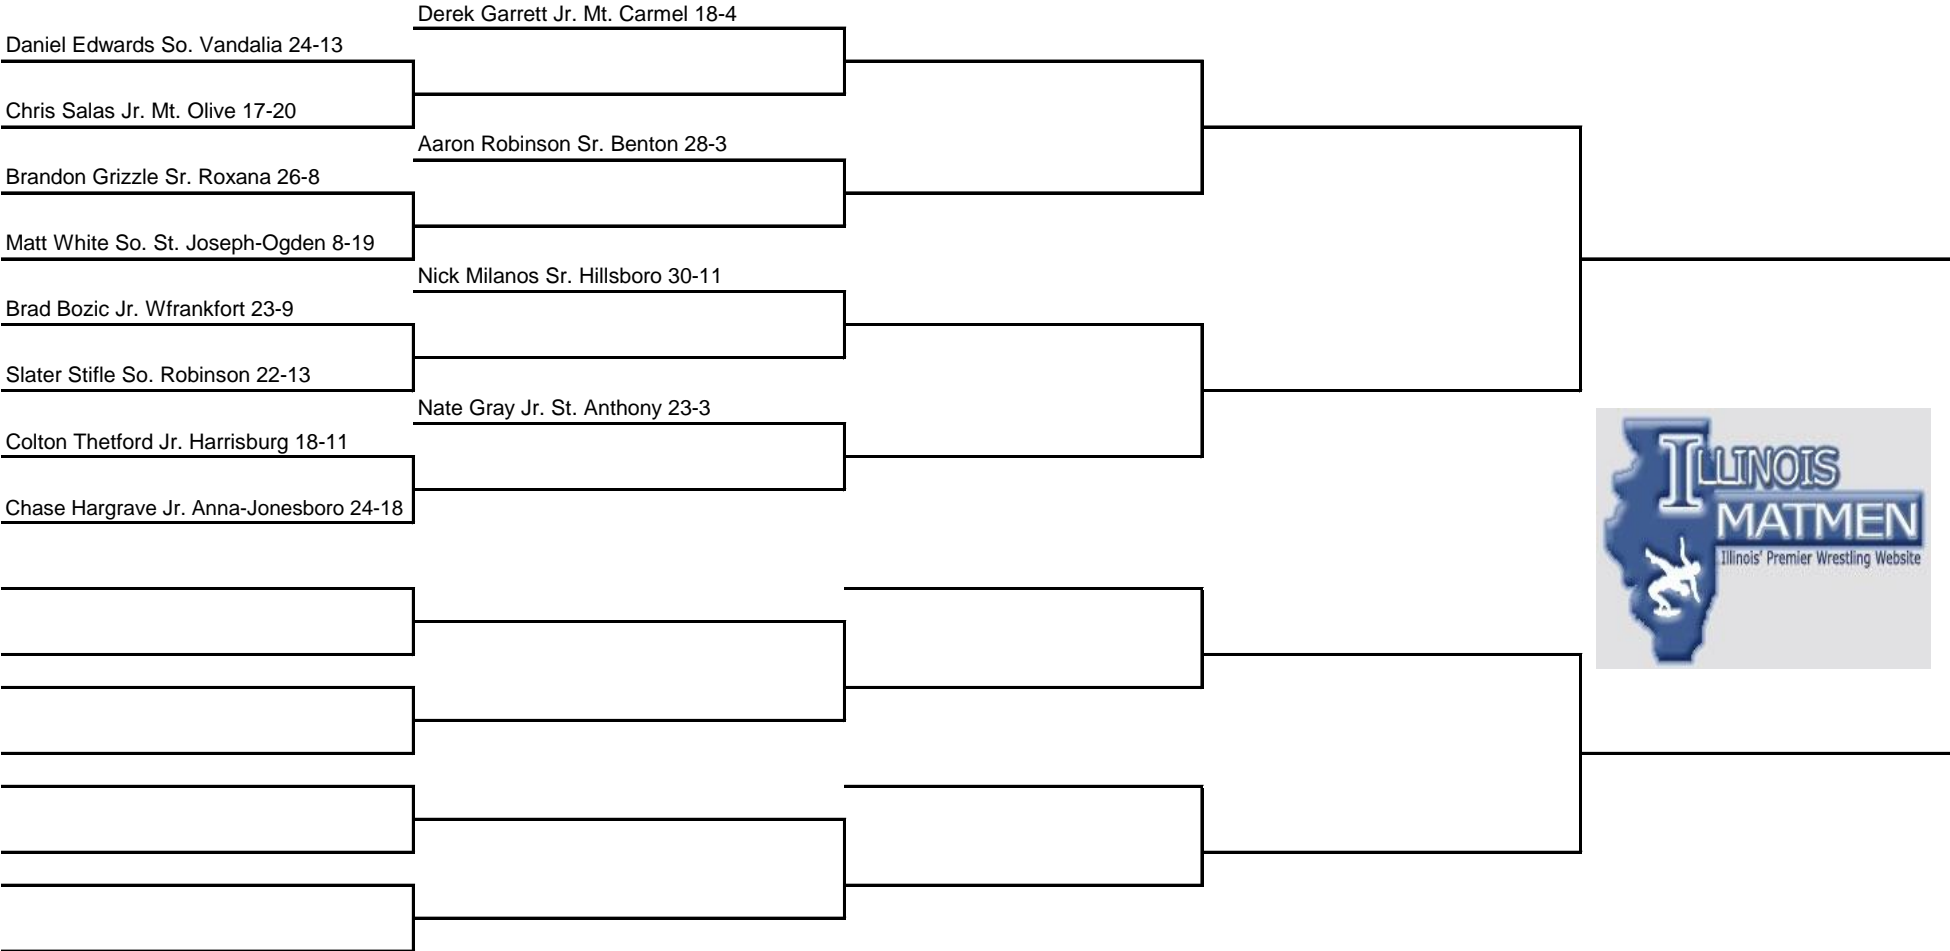 Derek Garrett Jr. Mt. Carmel 18-4
Daniel Edwards So. Vandalia 24-13
Chris Salas Jr. Mt. Olive 17-20
Aaron Robinson Sr. Benton 28-3
Brandon Grizzle Sr. Roxana 26-8
Matt White So. St. Joseph-Ogden 8-19
Nick Milanos Sr. Hillsboro 30-11
Brad Bozic Jr. Wfrankfort 23-9
Slater Stifle So. Robinson 22-13
Nate Gray Jr. St. Anthony 23-3
Colton Thetford Jr. Harrisburg 18-11
Chase Hargrave Jr. Anna-Jonesboro 24-18
ILLINOIS
MATMEN
Illinois' Premier Wrestling Website